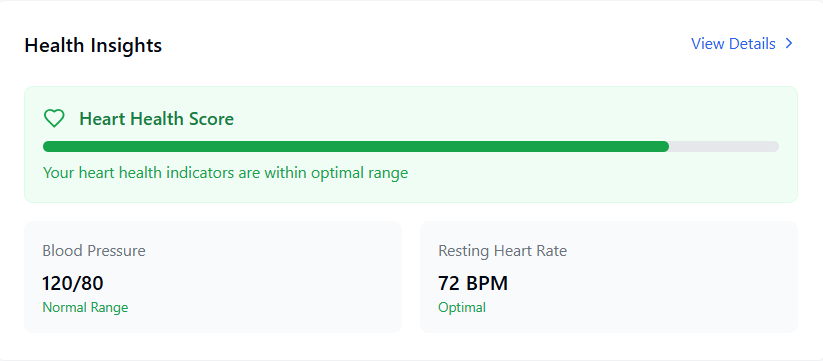 Health Insights
View Details
Heart Health Score
Your heart health indicators are within optimal range
Blood Pressure
120/80
Normal Range
Resting Heart Rate
72 BPM
Optimal